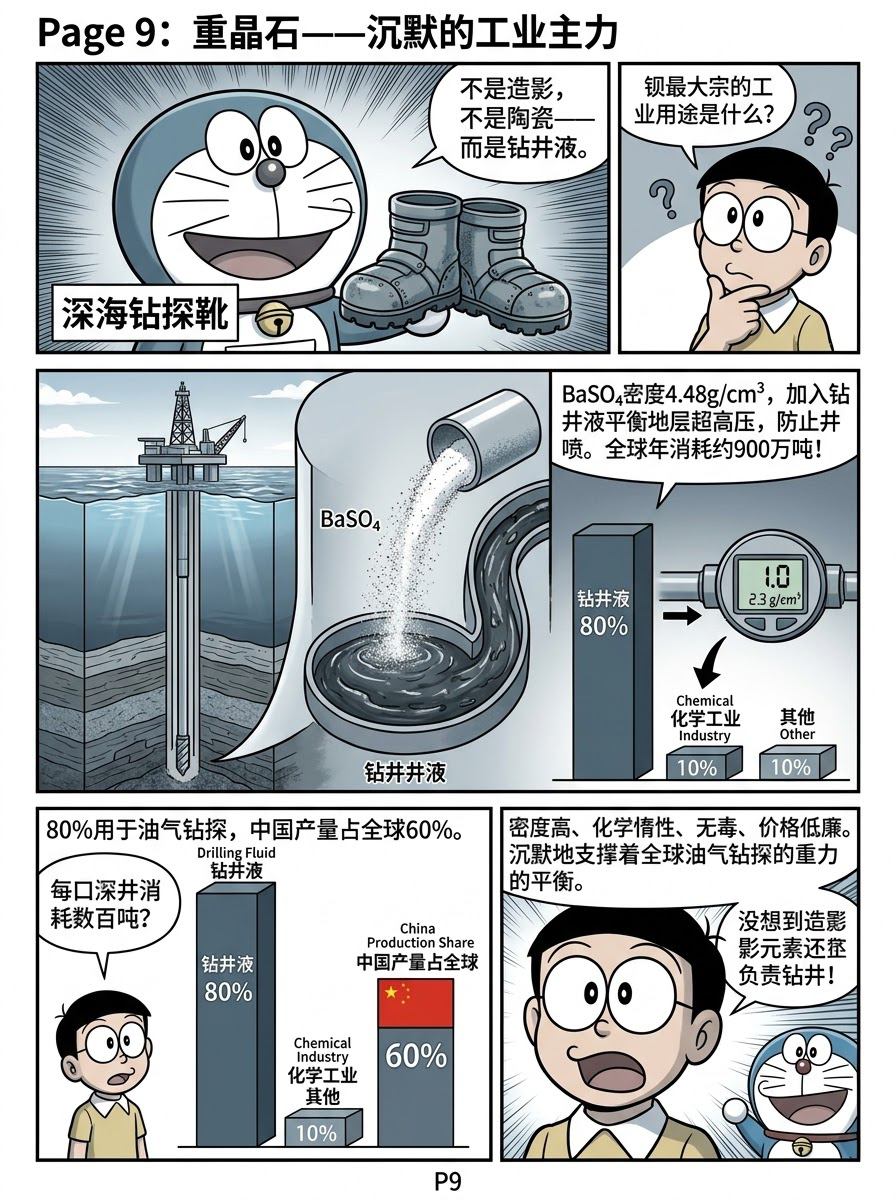 Page 9：重晶石——沉默的工业主力
不是造影，
不是陶瓷——
而是钻井液。
深海钻探靴
钡最大宗的工
业用途是什么？
? ? ?
BaSO₄
钻井井液
BaSO₄密度4.48g/cm³，加入钻
井液平衡地层超高压，防止井
喷。全球年消耗约900万吨！
钻井液
80%
1.0
2.3 g/cm³
Chemical
化学工业
Industry
10%
其他
Other
10%
80%用于油气钻探，中国产量占全球60%。
每口深井消
耗数百吨？
Drilling Fluid
钻井液
钻井液
80%
Chemical
Industry
化学工业
其他
10%
China
Production Share
中国产量占全球
60%
密度高、化学惰性、无毒、价格低廉。
沉默地支撑着全球油气钻探的重力
的平衡。
没想到造影
影元素还
负责钻井！
P9